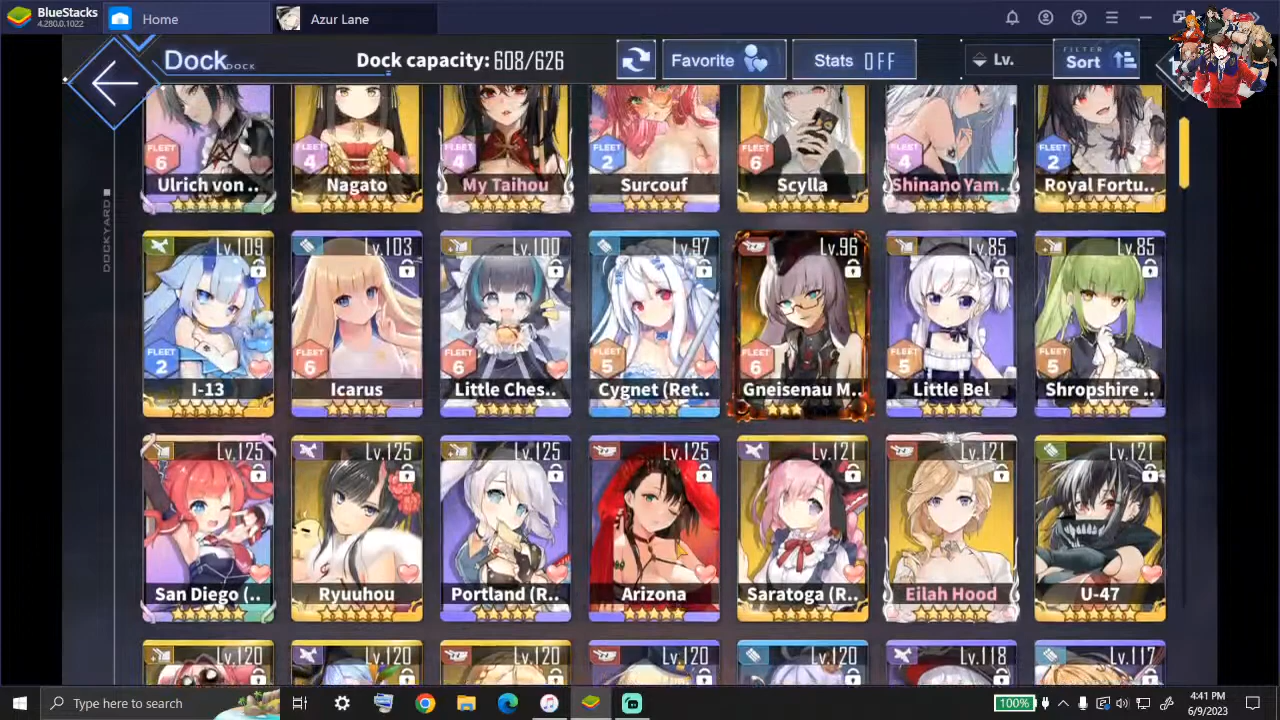 BlueStacks
4.280.0.1022
Home
Azur Lane
Dock DOCK
Dock capacity: 608/626
Favorite
Stats OFF
Lv.
FILTER
Sort
DOCKYARD
FLEET 6
FLEET 4
FLEET 4
FLEET 2
FLEET 6
FLEET 4
FLEET 2
Ulrich von ..
Nagato
My Taihou
Surcouf
Scylla
Shinano Yam..
Royal Fortu..
Lv.109
Lv.103
Lv.100
Lv.97
Lv.96
Lv.85
Lv.85
FLEET 2
FLEET 6
FLEET 6
FLEET 5
FLEET 6
FLEET 5
FLEET 5
I-13
Icarus
Little Ches..
Cygnet (Ret..
Gneisenau M..
Little Bel
Shropshire ..
Lv.125
Lv.125
Lv.125
Lv.125
Lv.121
Lv.121
Lv.121
San Diego (..
Ryuuhou
Portland (R..
Arizona
Saratoga (R..
Eilah Hood
U-47
Lv.120
Lv.120
Lv.120
Lv.120
Lv.120
Lv.118
Lv.117
Type here to search
100%
4:41 PM
6/9/2023